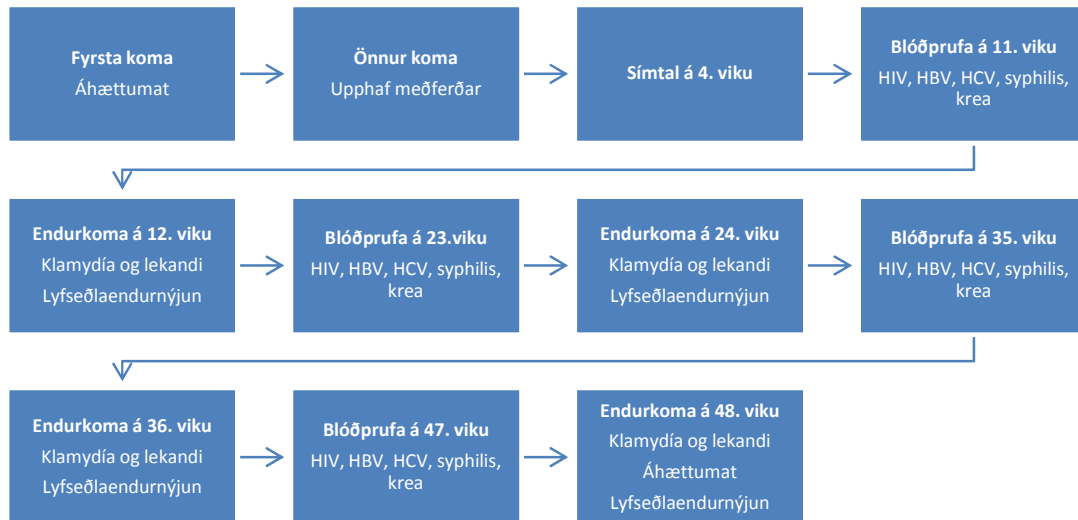 Fyrsta koma
Áhættumat
Önnur koma
Upphaf meðferðar
Símtal á 4. viku
Blóðprufa á 11. viku
HIV, HBV, HCV, syphilis,
krea
Endurkoma á 12. viku
Klamydía og lekandi
Lyfseðlaendurnýjun
Blóðprufa á 23.viku
HIV, HBV, HCV, syphilis,
krea
Endurkoma á 24. viku
Klamydía og lekandi
Lyfseðlaendurnýjun
Blóðprufa á 35. viku
HIV, HBV, HCV, syphilis,
krea
Endurkoma á 36. viku
Klamydía og lekandi
Lyfseðlaendurnýjun
Blóðprufa á 47. viku
HIV, HBV, HCV, syphilis,
krea
Endurkoma á 48. viku
Klamydía og lekandi
Áhættumat
Lyfseðlaendurnýjun